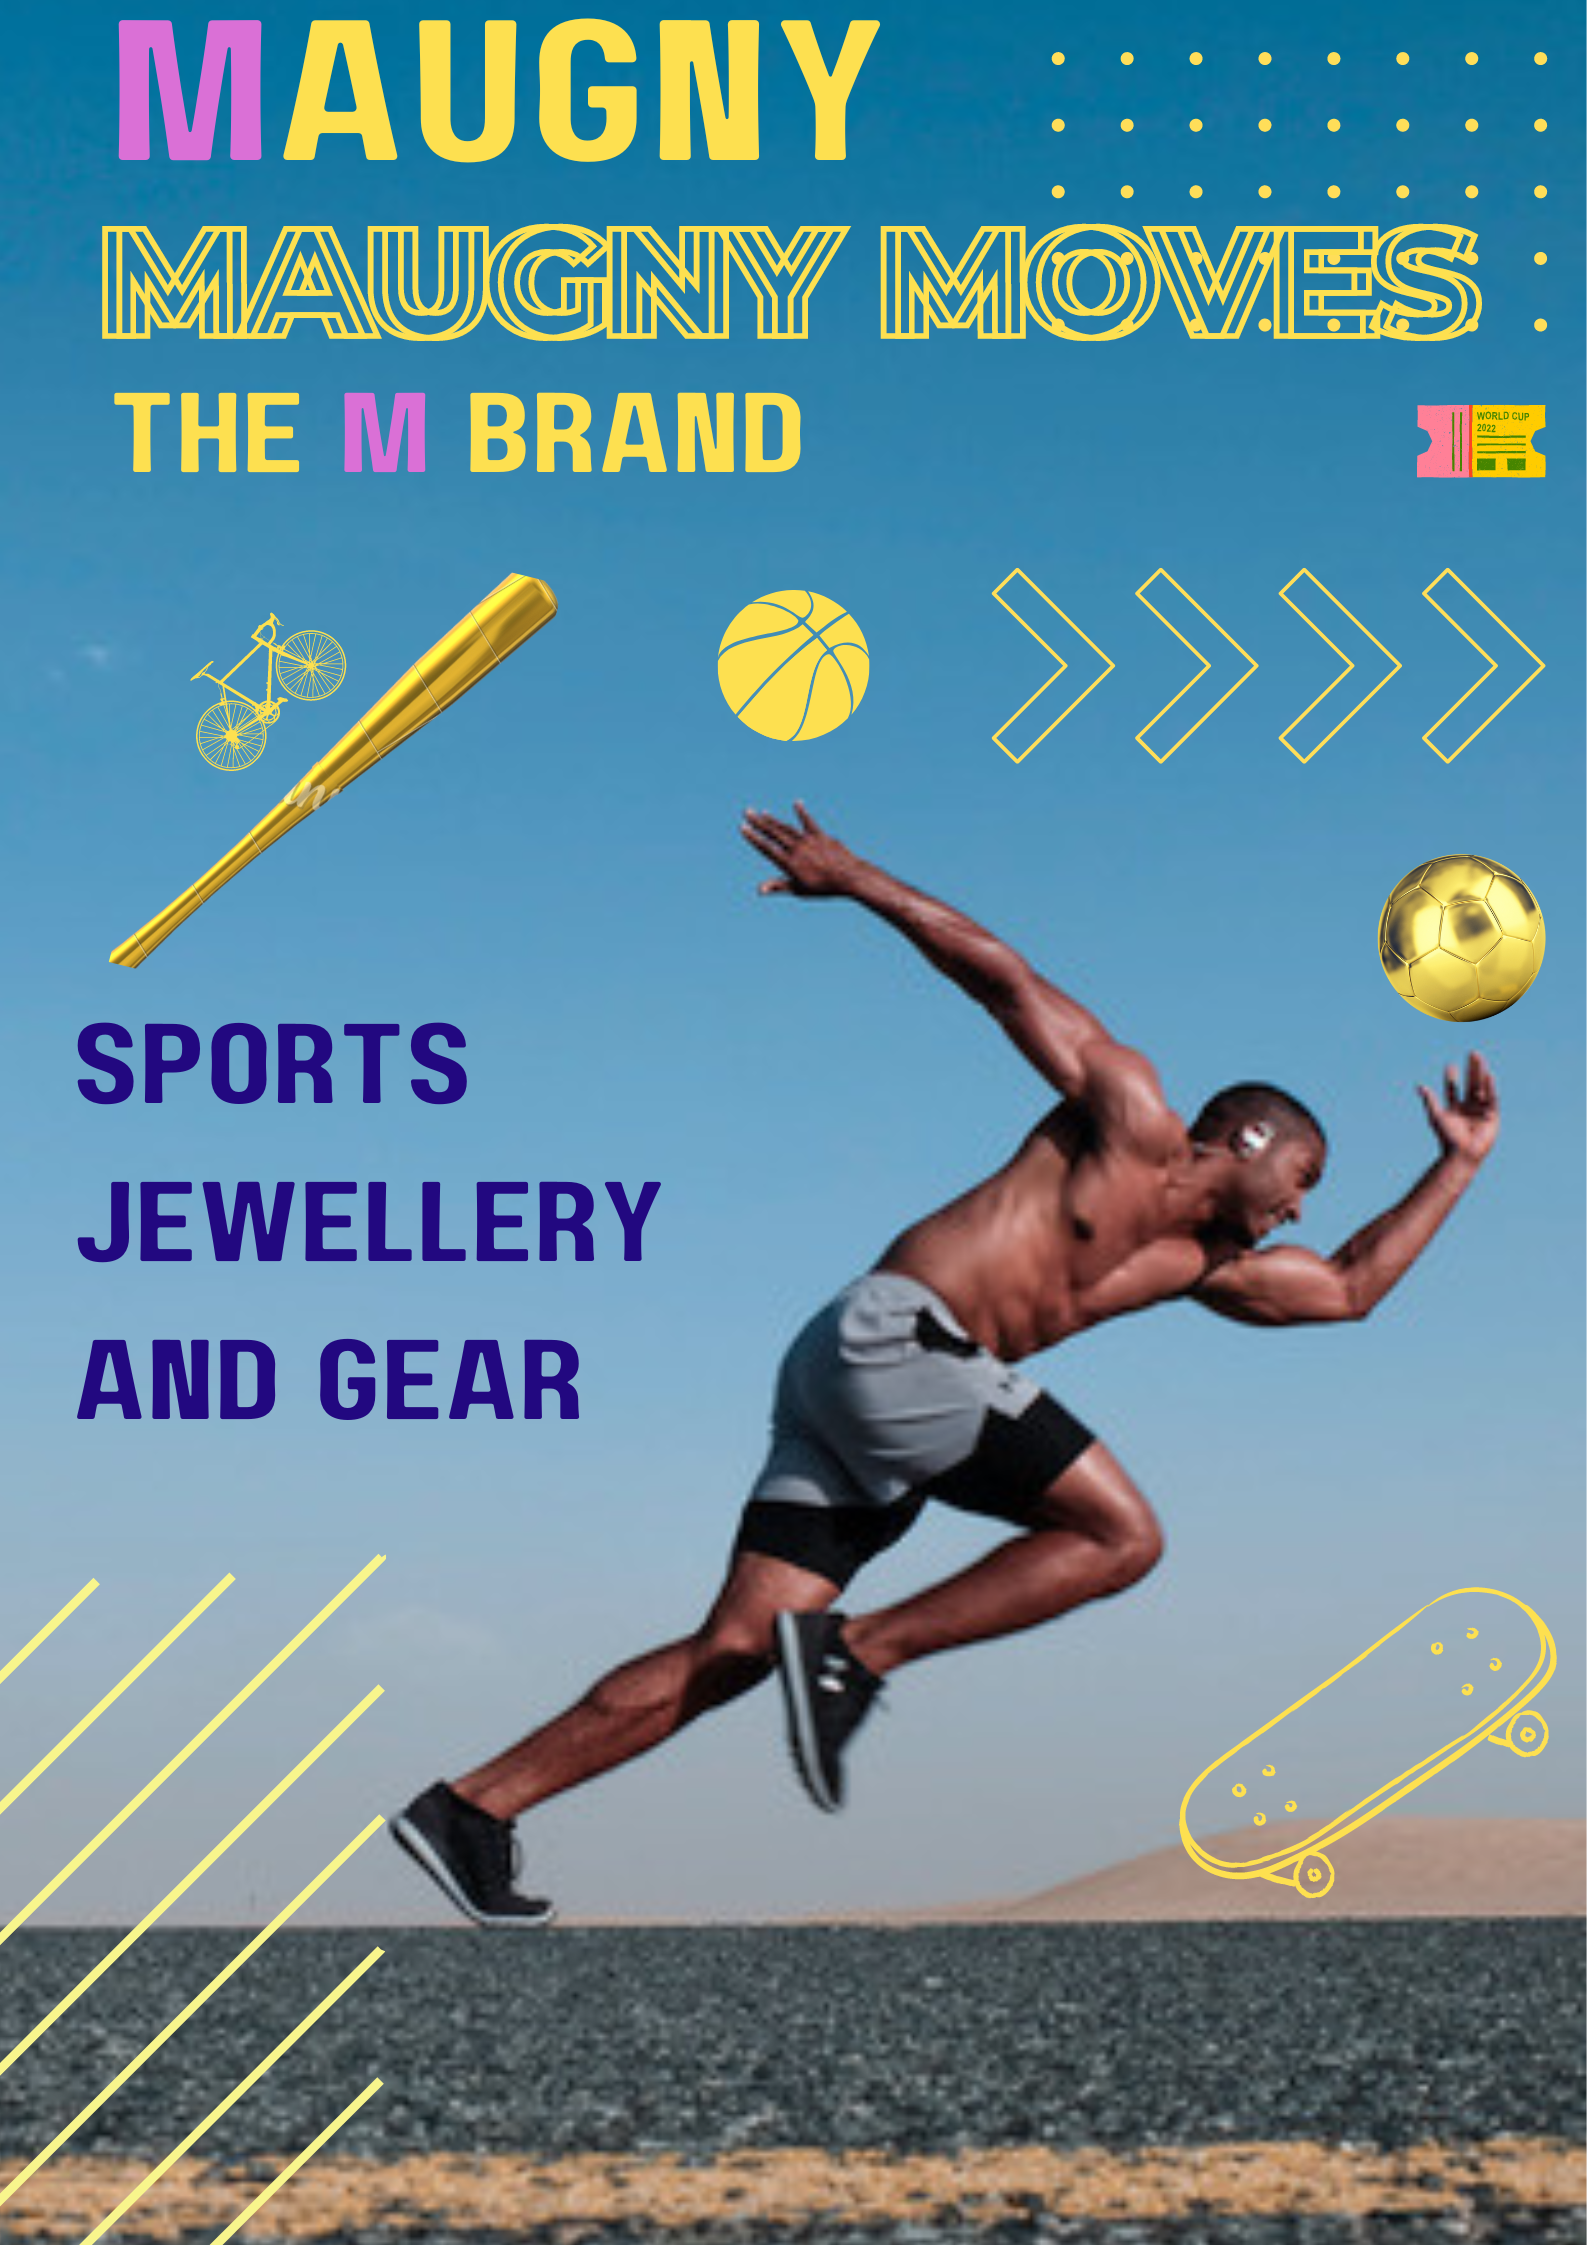 MAUGNY
MAUGNY MOVES
THE M BRAND
WORLD CUP
2022
SPORTS
JEWELLERY
AND GEAR